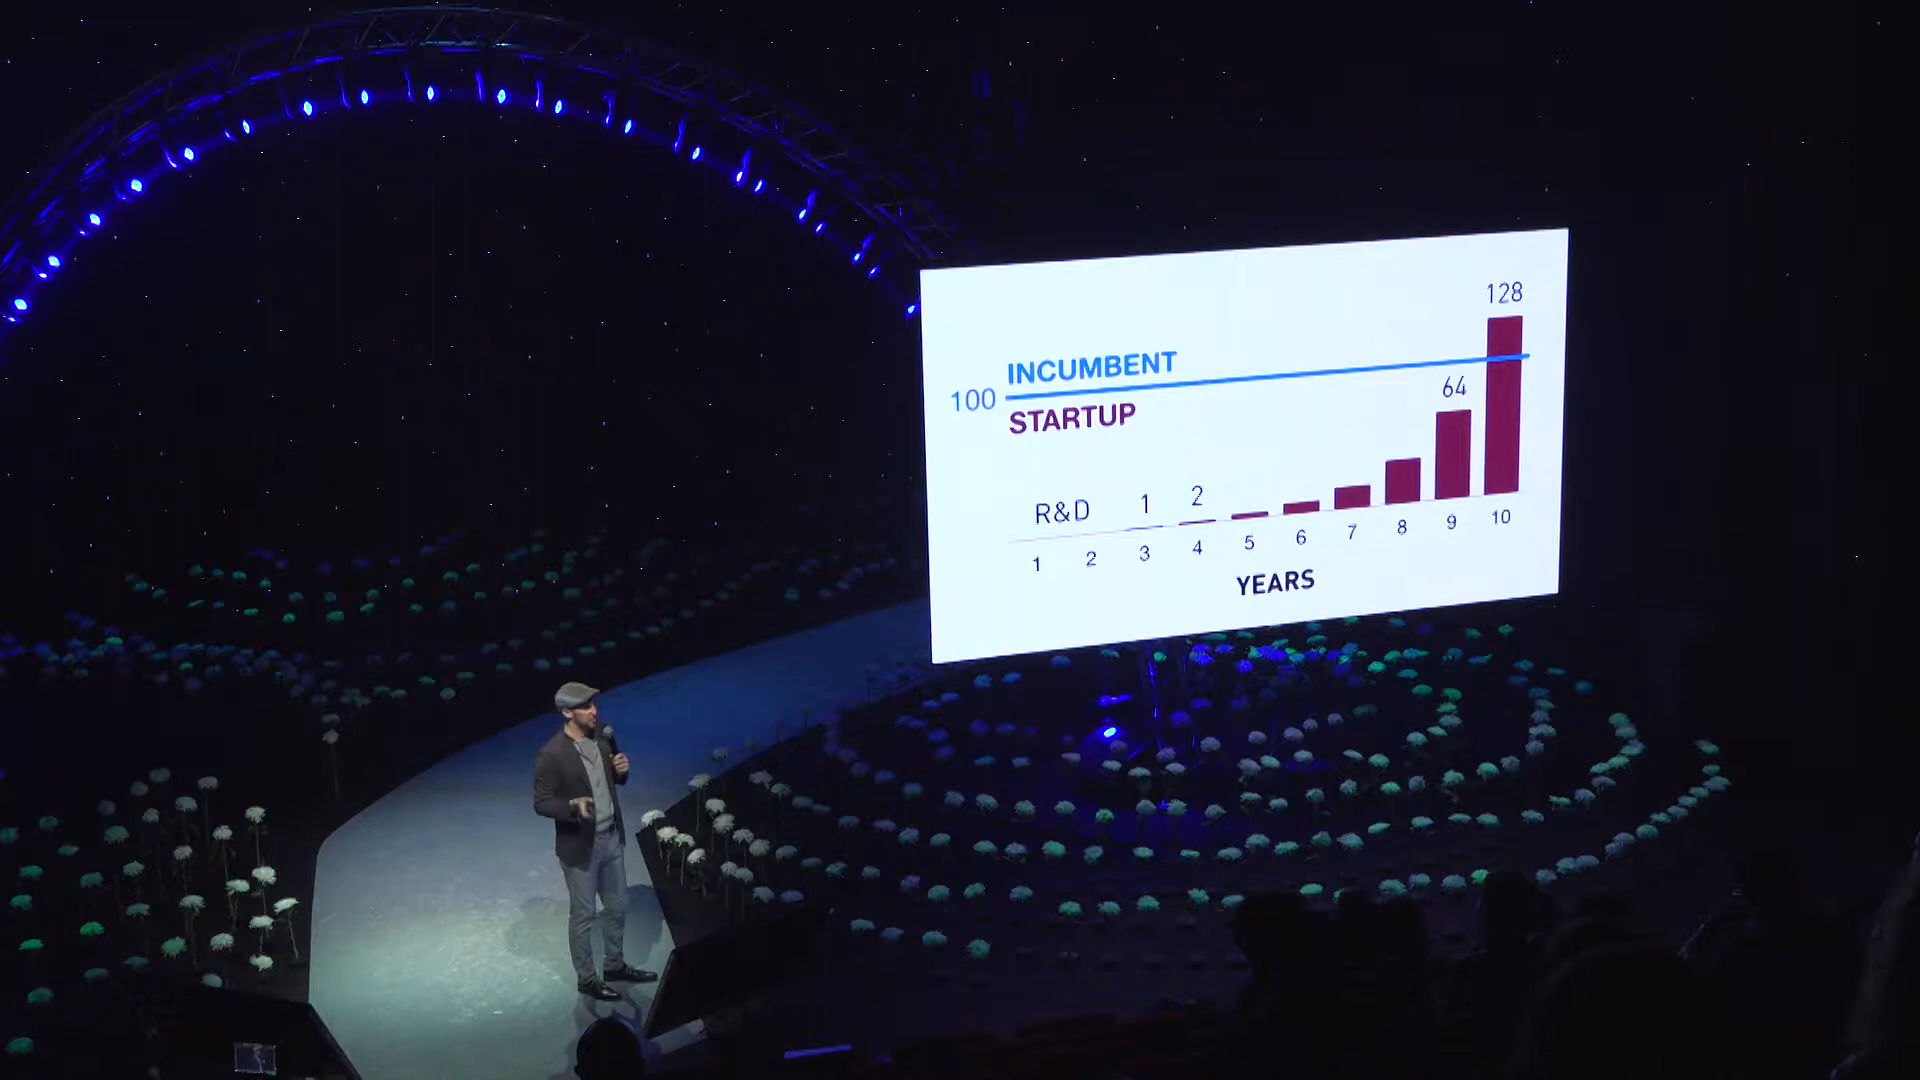 128
INCUMBENT
100
64
STARTUP
R&D 1 2
1 2 3 4 5 6 7 8 9 10
YEARS